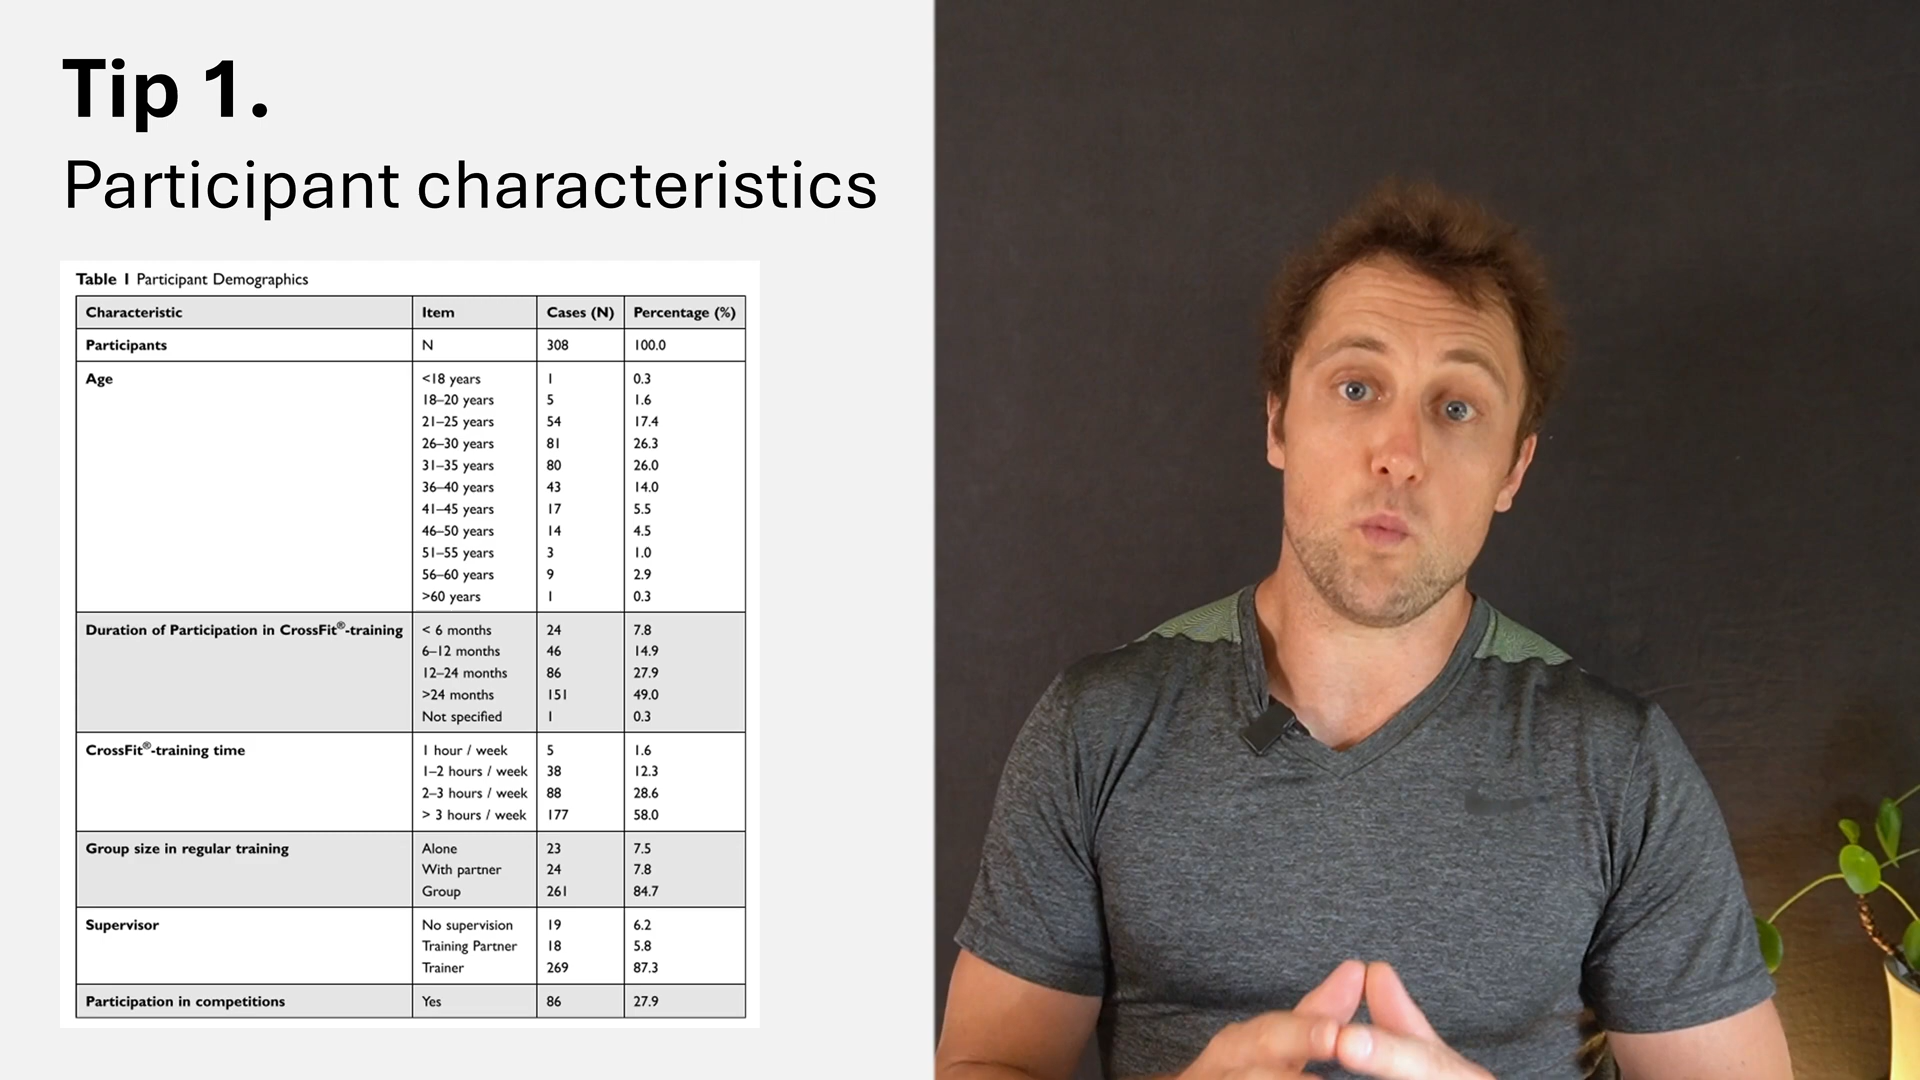 Tip 1.
Participant characteristics
Table 1 Participant Demographics
Characteristic Item Cases (N) Percentage (%)
Participants N 308 100.0
Age <18 years 1 0.3
18–20 years 5 1.6
21–25 years 54 17.4
26–30 years 81 26.3
31–35 years 80 26.0
36–40 years 43 14.0
41–45 years 17 5.5
46–50 years 14 4.5
51–55 years 3 1.0
56–60 years 9 2.9
>60 years 1 0.3
Duration of Participation in CrossFit®-training < 6 months 24 7.8
6–12 months 46 14.9
12–24 months 86 27.9
>24 months 151 49.0
Not specified 1 0.3
CrossFit®-training time 1 hour / week 5 1.6
1–2 hours / week 38 12.3
2–3 hours / week 88 28.6
> 3 hours / week 177 58.0
Group size in regular training Alone 23 7.5
With partner 24 7.8
Group 261 84.7
Supervisor No supervision 19 6.2
Training Partner 18 5.8
Trainer 269 87.3
Participation in competitions Yes 86 27.9